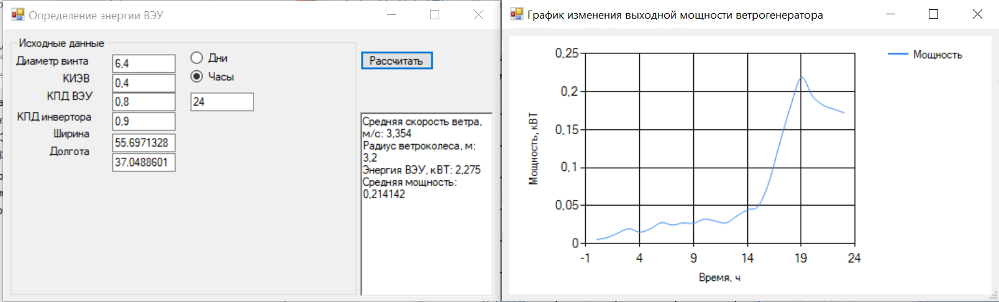 Определение энергии ВЭУ
Исходные данные
Диаметр винта 6,4
КИЭВ 0,4
КПД ВЭУ 0,8
КПД инвертора 0,9
Ширина 55.6971328
Долгота 37.0488601
Дни
Часы
24
Рассчитать
Средняя скорость ветра,
м/с: 3,354
Радиус ветроколеса, м:
3,2
Энергия ВЭУ, кВТ: 2,275
Средняя мощность:
0,214142
График изменения выходной мощности ветрогенератора
Мощность
Мощность, кВТ
0,25
0,2
0,15
0,1
0,05
0
-1 4 9 14 19 24
Время, ч